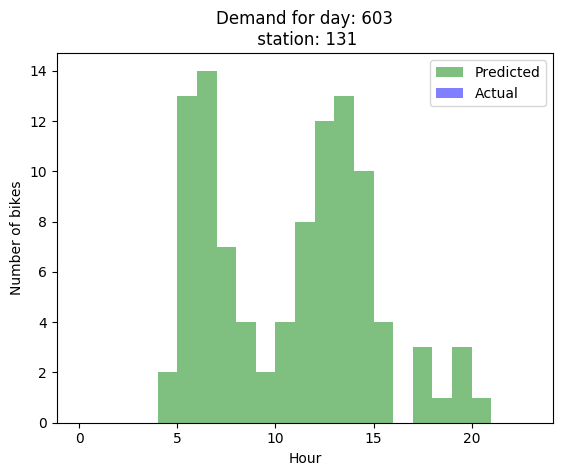 Demand for day: 603
station: 131
Predicted
Actual
Number of bikes
14
12
10
8
6
4
2
0
0 5 10 15 20
Hour